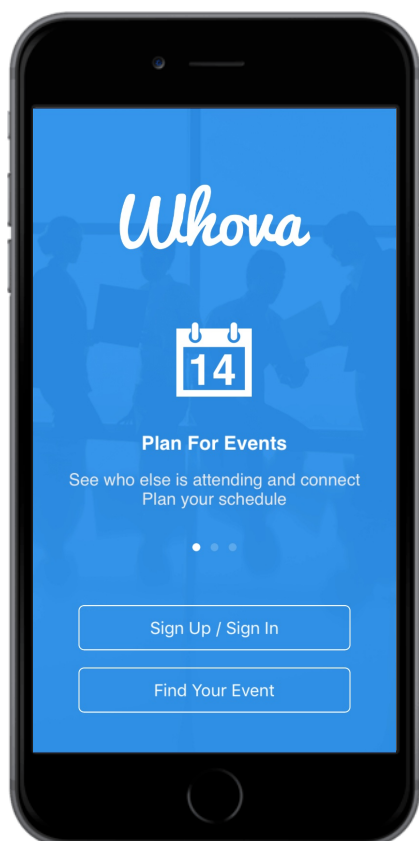 Whova
14
Plan For Events
See who else is attending and connect
Plan your schedule
Sign Up / Sign In
Find Your Event